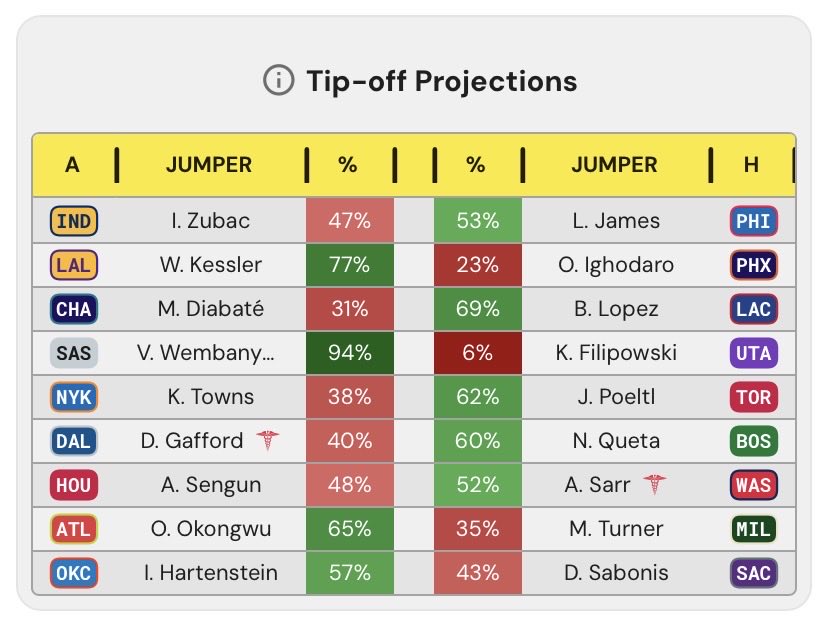 Tip-off Projections
A JUMPER % % JUMPER H
IND I. Zubac 47% 53% L. James PHI
LAL W. Kessler 77% 23% O. Ighodaro PHX
CHA M. Diabaté 31% 69% B. Lopez LAC
SAS V. Wembany... 94% 6% K. Filipowski UTA
NYK K. Towns 38% 62% J. Poeltl TOR
DAL D. Gafford 40% 60% N. Queta BOS
HOU A. Sengun 48% 52% A. Sarr WAS
ATL O. Okongwu 65% 35% M. Turner MIL
OKC I. Hartenstein 57% 43% D. Sabonis SAC